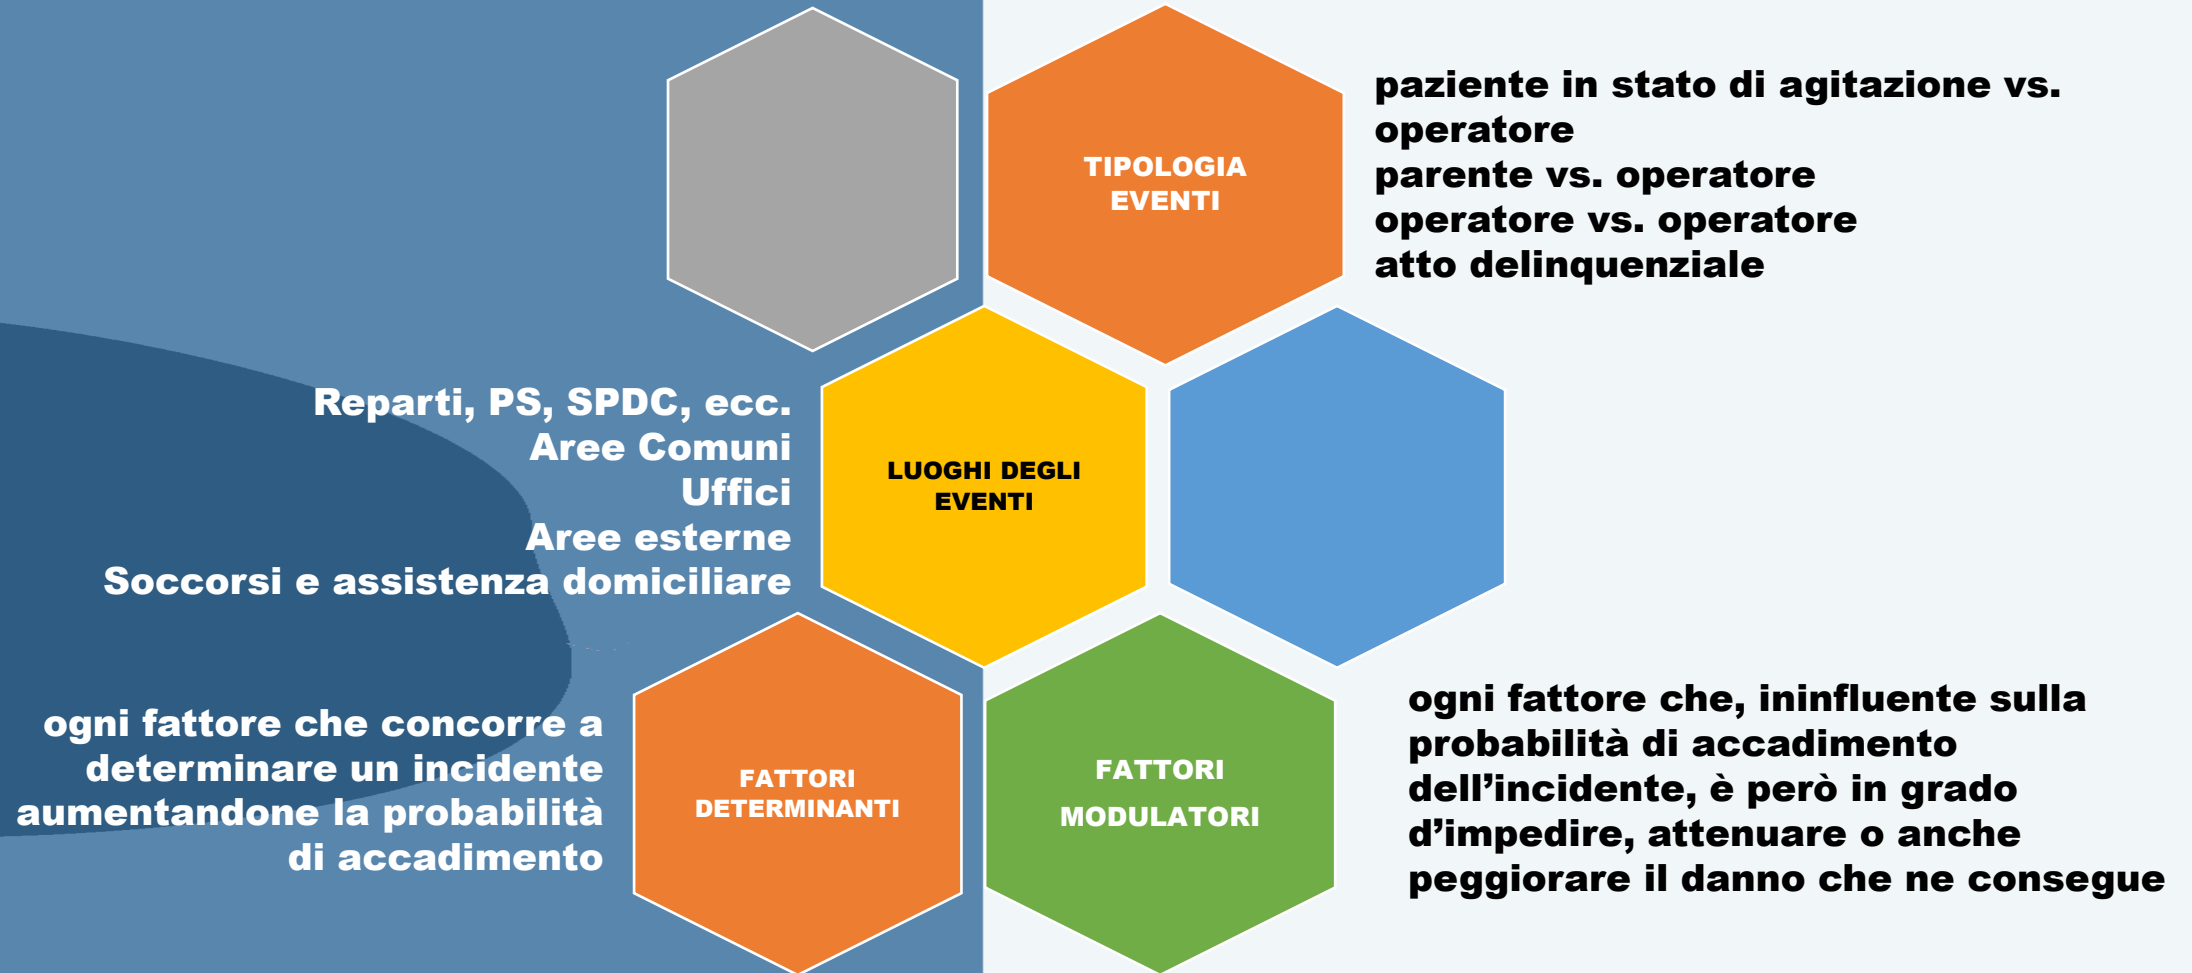 TIPOLOGIA
EVENTI
paziente in stato di agitazione vs.
operatore
parente vs. operatore
operatore vs. operatore
atto delinquenziale
Reparti, PS, SPDC, ecc.
Aree Comuni
Uffici
Aree esterne
Soccorsi e assistenza domiciliare
LUOGHI DEGLI
EVENTI
ogni fattore che concorre a
determinare un incidente
aumentandone la probabilità
di accadimento
FATTORI
DETERMINANTI
FATTORI
MODULATORI
ogni fattore che, ininfluente sulla
probabilità di accadimento
dell’incidente, è però in grado
d’impedire, attenuare o anche
peggiorare il danno che ne consegue